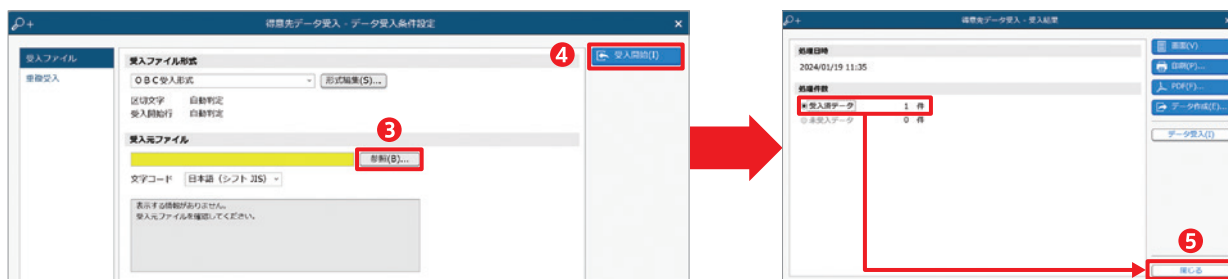 得意先データ受入 - データ受入条件設定
×
受入ファイル
重複受入
受入ファイル形式
OBC受入形式
形式編集(S)...
区切文字 自動判定
受入開始行 自動判定
受入元ファイル
❸
参照(B)...
文字コード 日本語（シフトJIS）
表示する情報がありません。
受入元ファイルを確認してください。
❹
受入開始(I)
得意先データ受入 - 受入結果
処理日時
2024/01/19 11:35
処理件数
受入済データ 1 件
未受入データ 0 件
画面(V)
印刷(P)...
PDF(F)...
データ作成(E)...
データ受入(I)
❺
閉じる